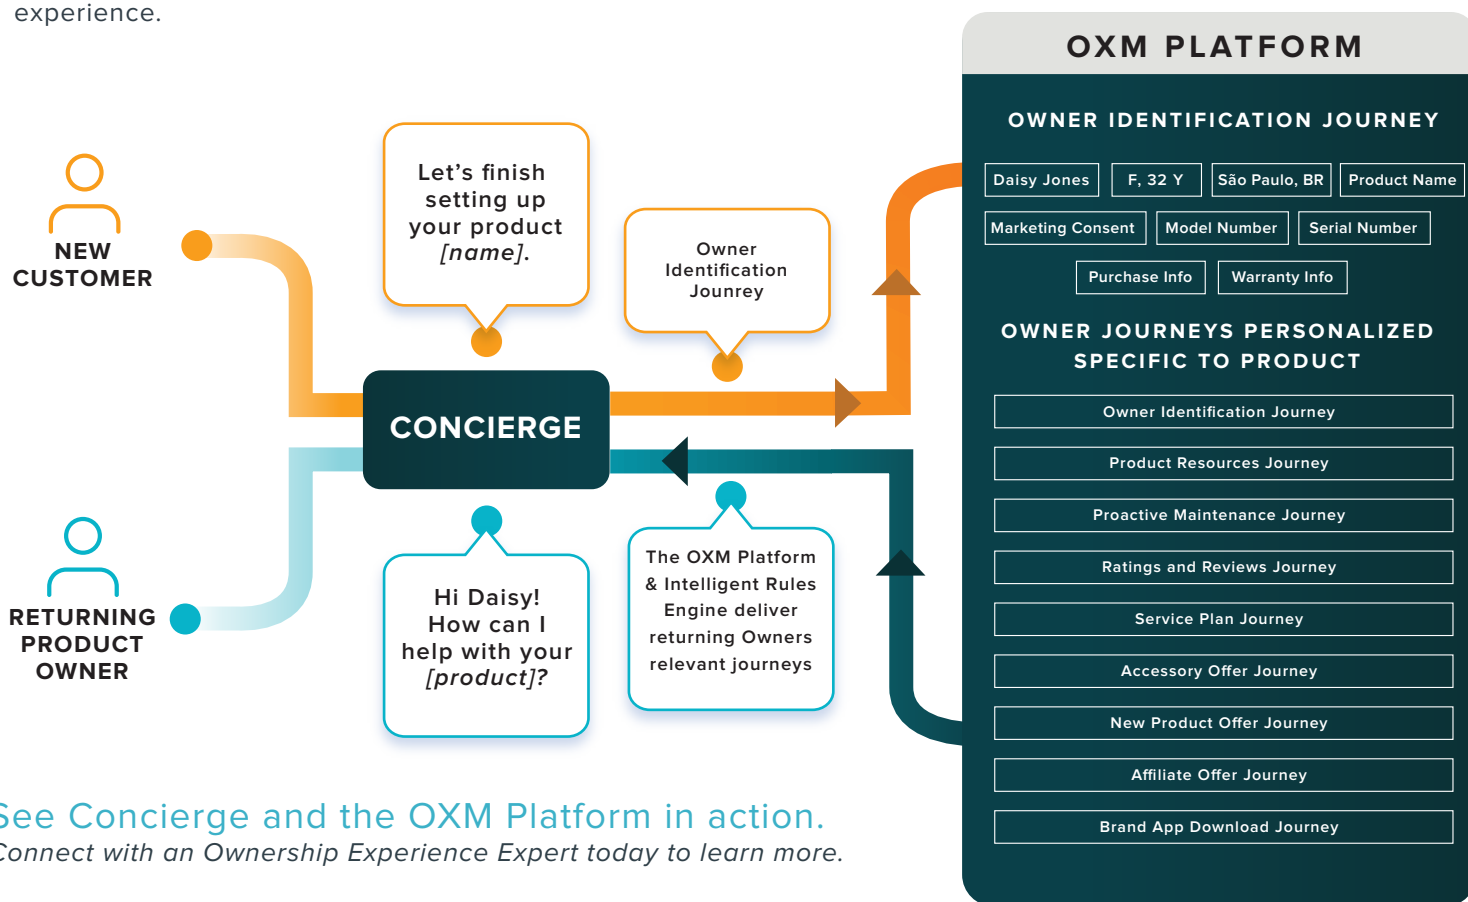 experience.
NEW
CUSTOMER
RETURNING
PRODUCT
OWNER
Let's finish
setting up
your product
[name].
Owner
Identification
Jounrey
CONCIERGE
Hi Daisy!
How can I
help with your
[product]?
The OXM Platform
& Intelligent Rules
Engine deliver
returning Owners
relevant journeys
OXM PLATFORM
OWNER IDENTIFICATION JOURNEY
Daisy Jones
F, 32 Y
São Paulo, BR
Product Name
Marketing Consent
Model Number
Serial Number
Purchase Info
Warranty Info
OWNER JOURNEYS PERSONALIZED
SPECIFIC TO PRODUCT
Owner Identification Journey
Product Resources Journey
Proactive Maintenance Journey
Ratings and Reviews Journey
Service Plan Journey
Accessory Offer Journey
New Product Offer Journey
Affiliate Offer Journey
Brand App Download Journey
See Concierge and the OXM Platform in action.
Connect with an Ownership Experience Expert today to learn more.